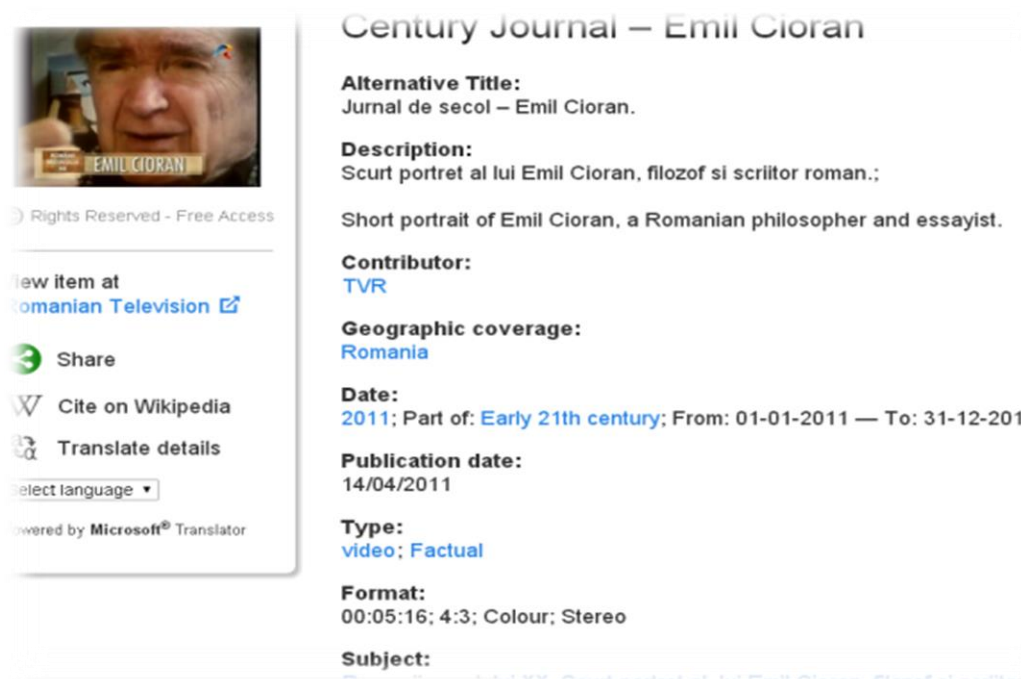 Century Journal – Emil Cioran
EMIL CIORAN
Rights Reserved - Free Access
View item at
Romanian Television
Share
Cite on Wikipedia
Translate details
Select language
Powered by Microsoft® Translator
Alternative Title:
Jurnal de secol – Emil Cioran.
Description:
Scurt portret al lui Emil Cioran, filozof si scriitor roman.;
Short portrait of Emil Cioran, a Romanian philosopher and essayist.
Contributor:
TVR
Geographic coverage:
Romania
Date:
2011; Part of: Early 21th century; From: 01-01-2011 — To: 31-12-201
Publication date:
14/04/2011
Type:
video; Factual
Format:
00:05:16; 4:3; Colour; Stereo
Subject: